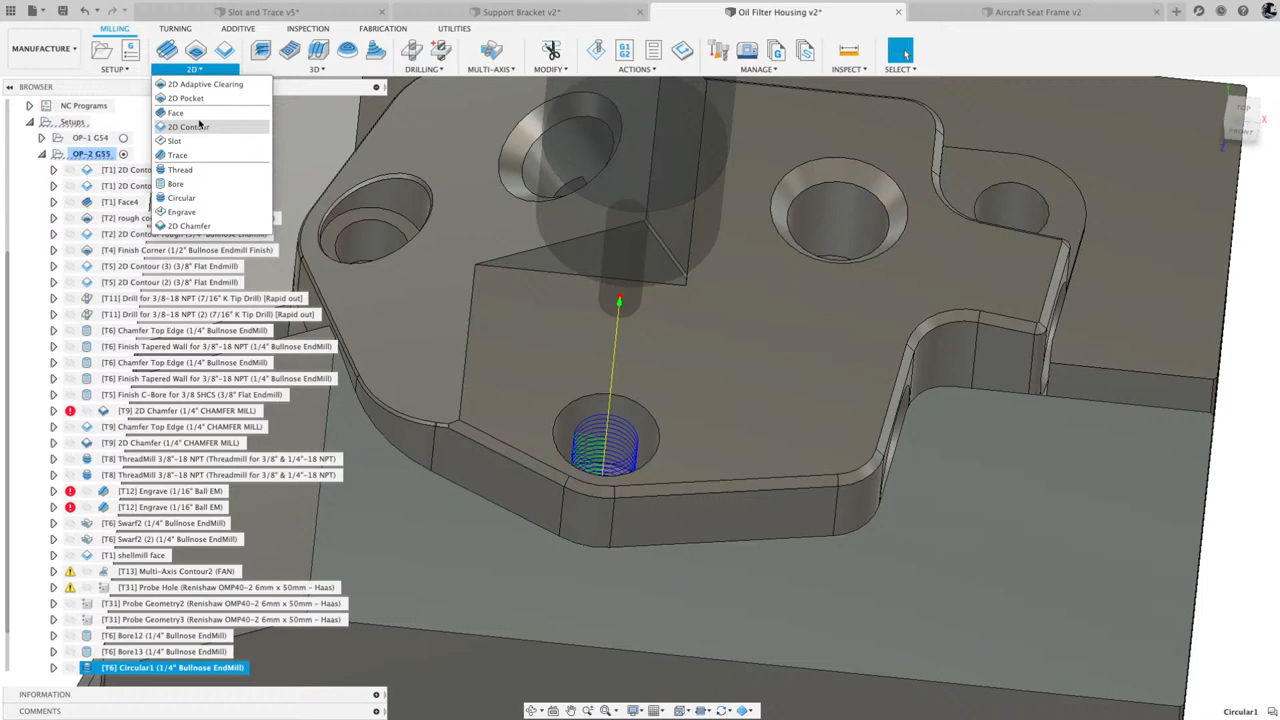 Slot and Trace v5*
Support Bracket v2*
Oil Filter Housing v2*
Aircraft Seat Frame v2
MILLING TURNING ADDITIVE INSPECTION FABRICATION UTILITIES
MANUFACTURE
SETUP 2D 3D DRILLING MULTI-AXIS MODIFY ACTIONS MANAGE INSPECT SELECT
BROWSER
NC Programs
Setups
OP-1 G54
OP-2 G55
[T1] 2D Conto
[T1] 2D Conto
[T1] Face4
[T2] rough co
[T2] 2D Contour
[T4] Finish Corner (1/2" Bullnose Endmill Finish)
[T5] 2D Contour (3) (3/8" Flat Endmill)
[T5] 2D Contour (2) (3/8" Flat Endmill)
[T11] Drill for 3/8-18 NPT (7/16" K Tip Drill) [Rapid out]
[T11] Drill for 3/8-18 NPT (2) (7/16" K Tip Drill) [Rapid out]
[T6] Chamfer Top Edge (1/4" Bullnose EndMill)
[T6] Finish Tapered Wall for 3/8"-18 NPT (1/4" Bullnose EndMill)
[T6] Chamfer Top Edge (1/4" Bullnose EndMill)
[T6] Finish Tapered Wall for 3/8"-18 NPT (1/4" Bullnose EndMill)
[T5] Finish C-Bore for 3/8 SHCS (3/8" Flat Endmill)
[T9] 2D Chamfer (1/4" CHAMFER MILL)
[T9] Chamfer Top Edge (1/4" CHAMFER MILL)
[T9] 2D Chamfer (1/4" CHAMFER MILL)
[T8] ThreadMill 3/8"-18 NPT (Threadmill for 3/8" & 1/4"-18 NPT)
[T8] ThreadMill 3/8"-18 NPT (Threadmill for 3/8" & 1/4"-18 NPT)
[T12] Engrave (1/16" Ball EM)
[T12] Engrave (1/16" Ball EM)
[T6] Swarf2 (1/4" Bullnose EndMill)
[T6] Swarf2 (2) (1/4" Bullnose EndMill)
[T1] shellmill face
[T13] Multi-Axis Contour2 (FAN)
[T31] Probe Hole (Renishaw OMP40-2 6mm x 50mm - Haas)
[T31] Probe Geometry2 (Renishaw OMP40-2 6mm x 50mm - Haas)
[T31] Probe Geometry3 (Renishaw OMP40-2 6mm x 50mm - Haas)
[T6] Bore12 (1/4" Bullnose EndMill)
[T6] Bore13 (1/4" Bullnose EndMill)
[T6] Circular1 (1/4" Bullnose EndMill)
2D Adaptive Clearing
2D Pocket
Face
2D Contour
Slot
Trace
Thread
Bore
Circular
Engrave
2D Chamfer
TOP
FRONT
X
Z
INFORMATION
COMMENTS
Circular1